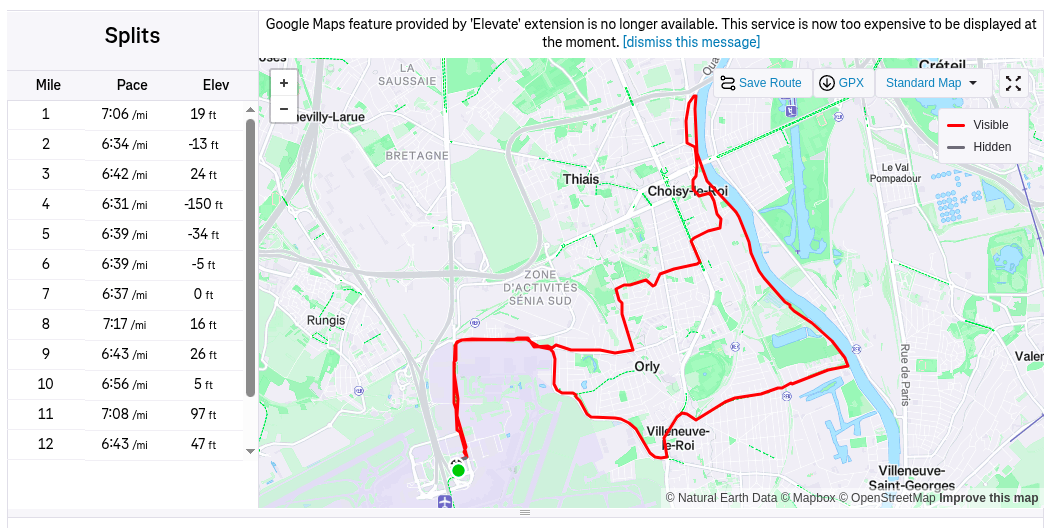 Splits
Mile Pace Elev
1 7:06 /mi 19 ft
2 6:34 /mi -13 ft
3 6:42 /mi 24 ft
4 6:31 /mi -150 ft
5 6:39 /mi -34 ft
6 6:39 /mi -5 ft
7 6:37 /mi 0 ft
8 7:17 /mi 16 ft
9 6:43 /mi 26 ft
10 6:56 /mi 5 ft
11 7:08 /mi 97 ft
12 6:43 /mi 47 ft
Google Maps feature provided by 'Elevate' extension is no longer available. This service is now too expensive to be displayed at
the moment. [dismiss this message]
+
−
Save Route
GPX
Standard Map
Visible
Hidden
LA
SAUSSAIE
Créteil
hevilly-Larue
BRETAGNE
Thiais
Choisy-le-Roi
Le Val
Pompadour
ZONE
D'ACTIVITÉS
SÉNIA SUD
Rungis
Orly
Rue de Paris
Valer
Villeneuve-
le-Roi
Villeneuve-
Saint-Georges
© Natural Earth Data © Mapbox © OpenStreetMap Improve this map